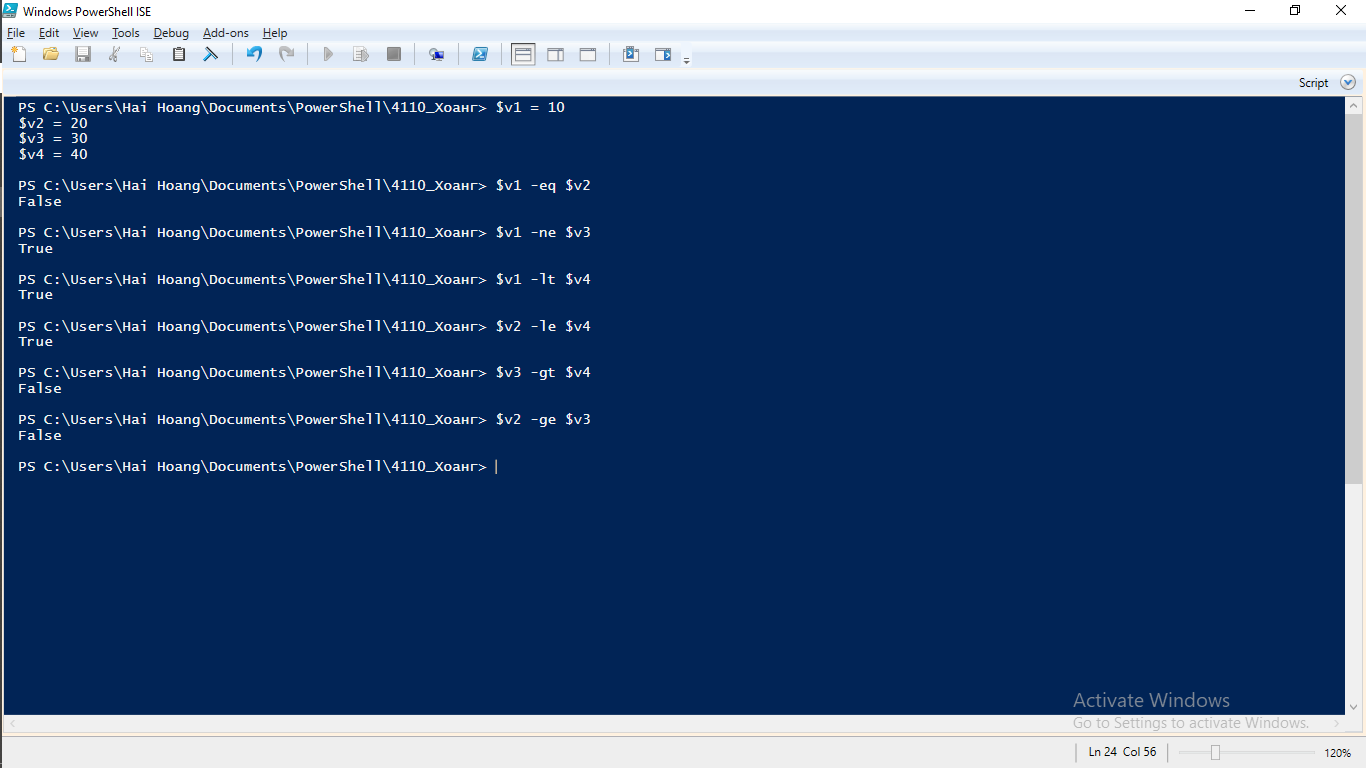 Windows PowerShell ISE
File Edit View Tools Debug Add-ons Help
Script
PS C:\Users\Hai Hoang\Documents\PowerShell\4110_Хоанг> $v1 = 10
$v2 = 20
$v3 = 30
$v4 = 40
PS C:\Users\Hai Hoang\Documents\PowerShell\4110_Хоанг> $v1 -eq $v2
False
PS C:\Users\Hai Hoang\Documents\PowerShell\4110_Хоанг> $v1 -ne $v3
True
PS C:\Users\Hai Hoang\Documents\PowerShell\4110_Хоанг> $v1 -lt $v4
True
PS C:\Users\Hai Hoang\Documents\PowerShell\4110_Хоанг> $v2 -le $v4
True
PS C:\Users\Hai Hoang\Documents\PowerShell\4110_Хоанг> $v3 -gt $v4
False
PS C:\Users\Hai Hoang\Documents\PowerShell\4110_Хоанг> $v2 -ge $v3
False
PS C:\Users\Hai Hoang\Documents\PowerShell\4110_Хоанг>
Activate Windows
Go to Settings to activate Windows.
Ln 24 Col 56
120%